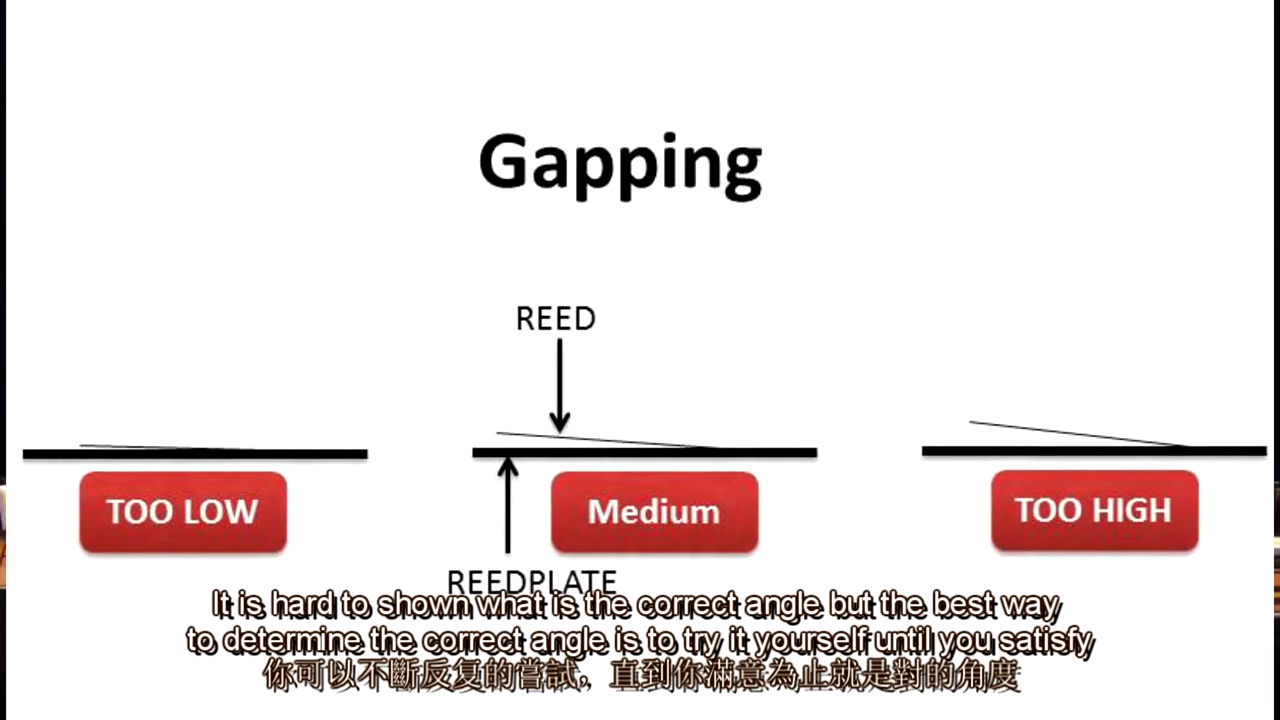 Gapping
REED
TOO LOW
Medium
TOO HIGH
REEDPLATE
It is hard to shown what is the correct angle but the best way
to determine the correct angle is to try it yourself until you satisfy
你可以不斷反复的嘗試，直到你滿意為止就是對的角度